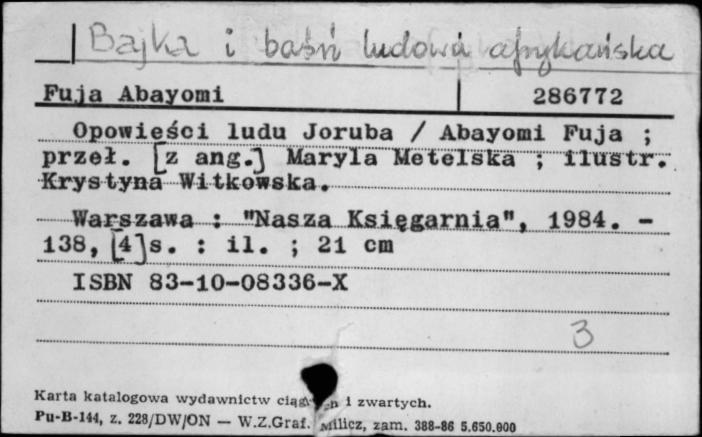 Bajka i baśń ludowa afrykańska
Fuja Abayomi 286772
Opowieści ludu Joruba / Abayomi Fuja ;
przeł. [z ang.] Maryla Metelska ; ilustr.
Krystyna Witkowska.
Warszawa : "Nasza Księgarnia", 1984. –
138, [4]s. : il. ; 21 cm
ISBN 83-10-08336-X
3
Karta katalogowa wydawnictw i zwartych.
Pu-B-144, z. 228/DW/ON — W.Z.Graf. Milicz, zam. 388-86 5.650.000